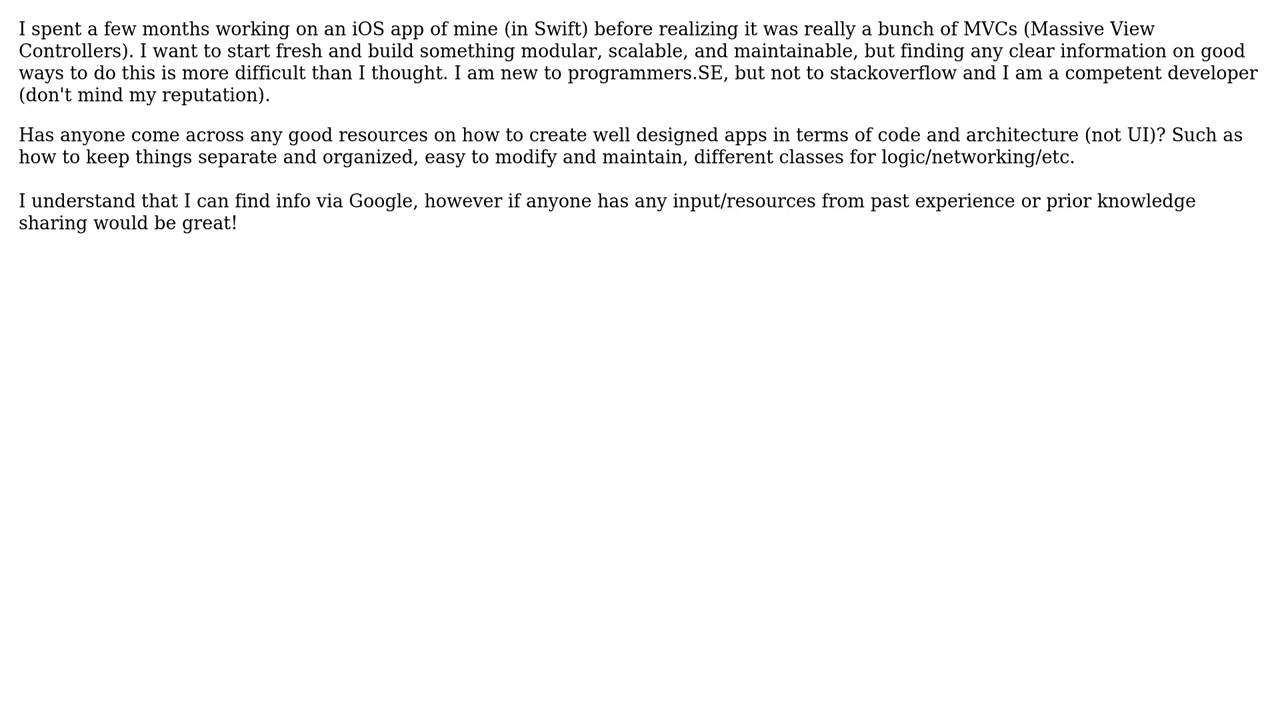 I spent a few months working on an iOS app of mine (in Swift) before realizing it was really a bunch of MVCs (Massive View
Controllers). I want to start fresh and build something modular, scalable, and maintainable, but finding any clear information on good
ways to do this is more difficult than I thought. I am new to programmers.SE, but not to stackoverflow and I am a competent developer
(don't mind my reputation).
Has anyone come across any good resources on how to create well designed apps in terms of code and architecture (not UI)? Such as
how to keep things separate and organized, easy to modify and maintain, different classes for logic/networking/etc.
I understand that I can find info via Google, however if anyone has any input/resources from past experience or prior knowledge
sharing would be great!